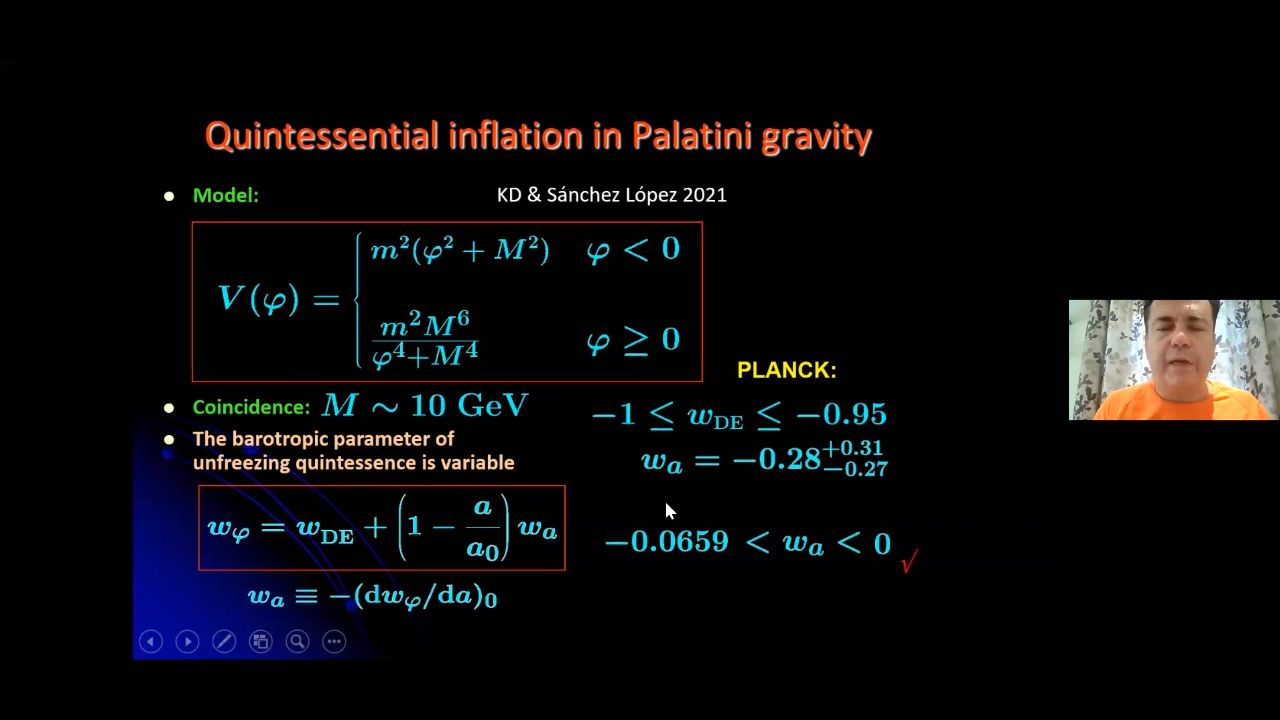 Quintessential inflation in Palatini gravity
● Model:
KD & Sánchez López 2021
V(φ) = { m²(φ² + M²)  φ < 0
m²M⁶ / (φ⁴+M⁴)  φ ≥ 0
PLANCK:
● Coincidence: M ∼ 10 GeV
−1 ≤ w_DE ≤ −0.95
● The barotropic parameter of
unfreezing quintessence is variable
w_a = −0.28^{+0.31}_{−0.27}
w_φ = w_DE + (1 − a/a₀) w_a
−0.0659 < w_a < 0 √
w_a ≡ −(dw_φ/da)₀